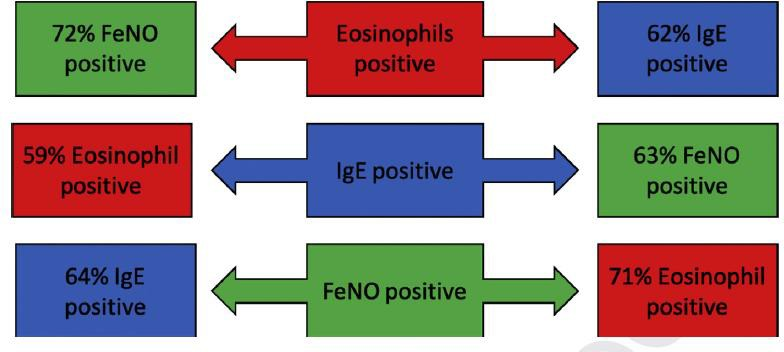 72% FeNO
positive
Eosinophils
positive
62% IgE
positive
59% Eosinophil
positive
IgE positive
63% FeNO
positive
64% IgE
positive
FeNO positive
71% Eosinophil
positive